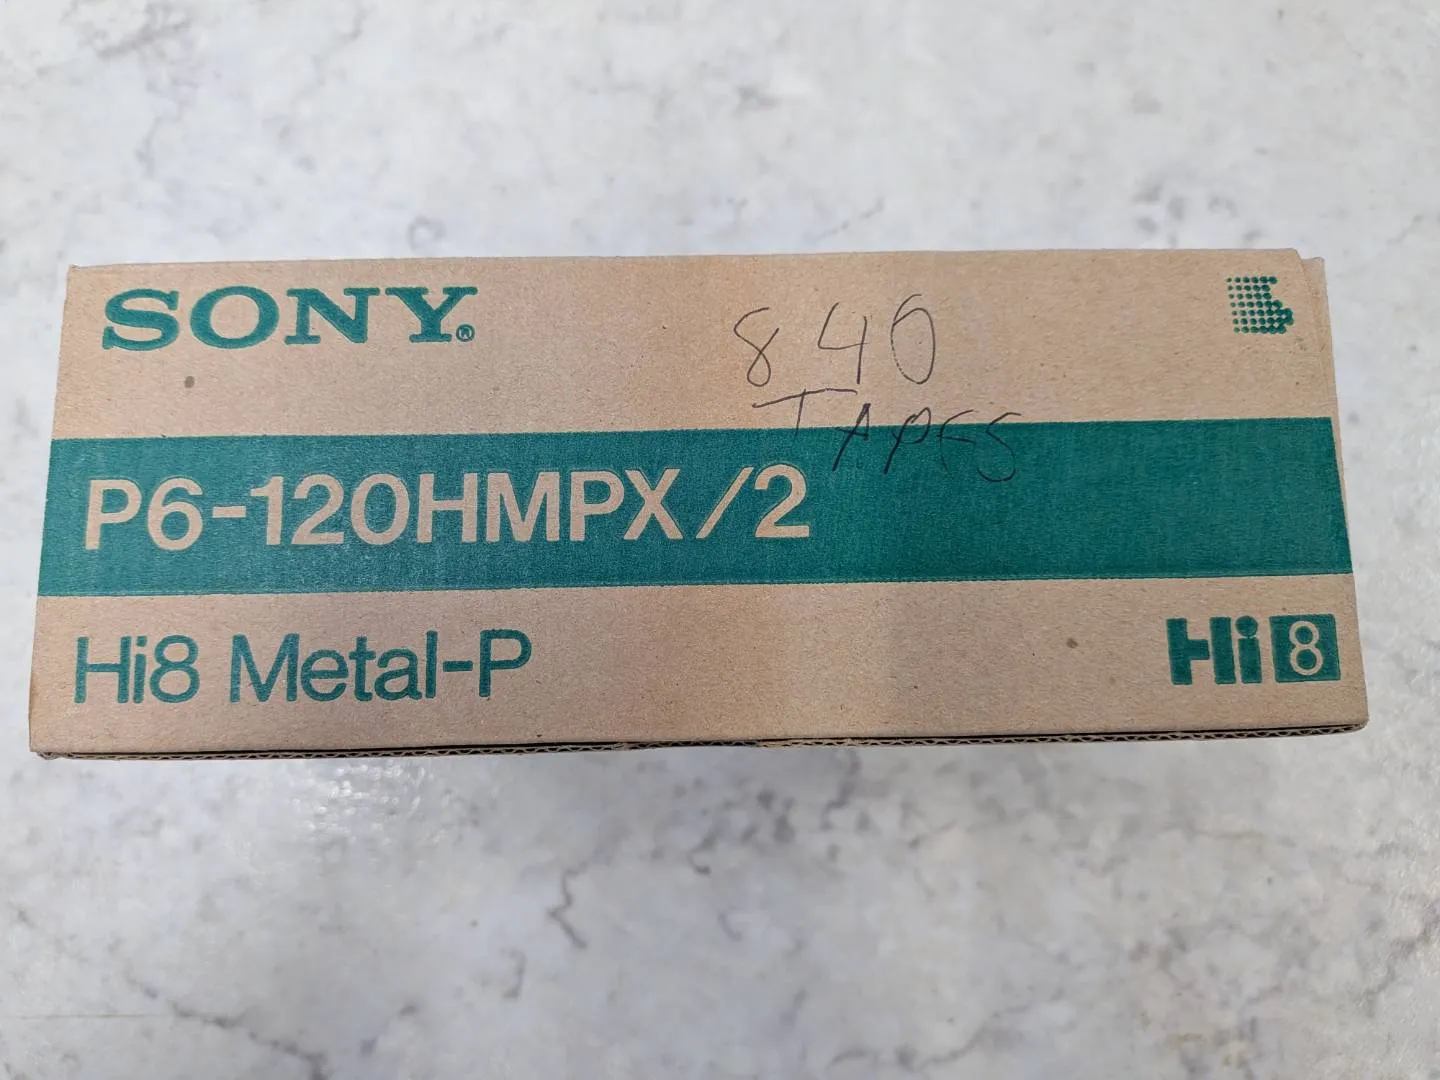 SONY®
840
TAPES
P6-120HMPX/2
Hi8 Metal-P
Hi8